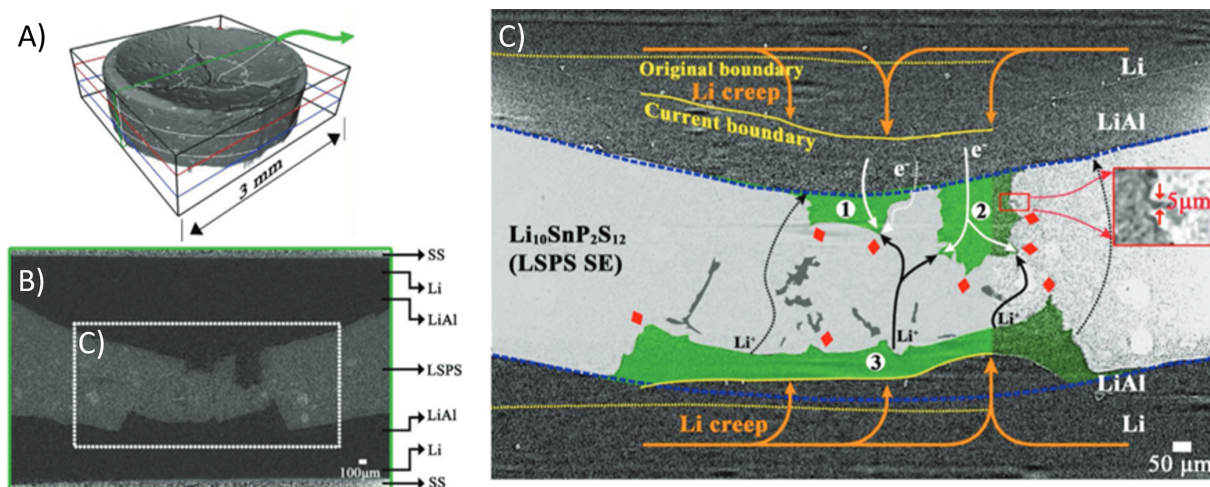 A)
3 mm
B)
C)
SS
Li
LiAl
LSPS
LiAl
Li
SS
100μm
C)
Original boundary
Li creep
Current boundary
Li
LiAl
e⁻
e⁻
1
2
5μm
Li₁₀SnP₂S₁₂
(LSPS SE)
Li⁺
Li⁺
Li⁺
3
LiAl
Li creep
Li
50 μm